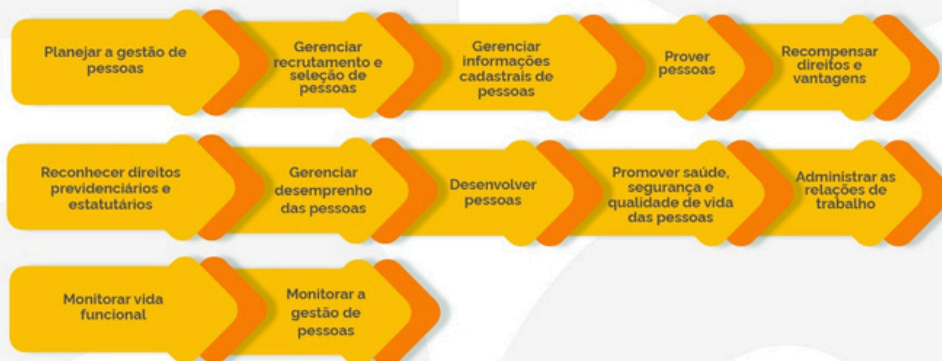 Planejar a gestão de
pessoas
Gerenciar
recrutamento e
seleção de
pessoas
Gerenciar
informações
cadastrais de
pessoas
Prover
pessoas
Recompensar
direitos e
vantagens
Reconhecer direitos
previdenciários e
estatutários
Gerenciar
desemprenho
das pessoas
Desenvolver
pessoas
Promover saúde,
segurança e
qualidade de vida
das pessoas
Administrar as
relações de
trabalho
Monitorar vida
funcional
Monitorar a
gestão de
pessoas